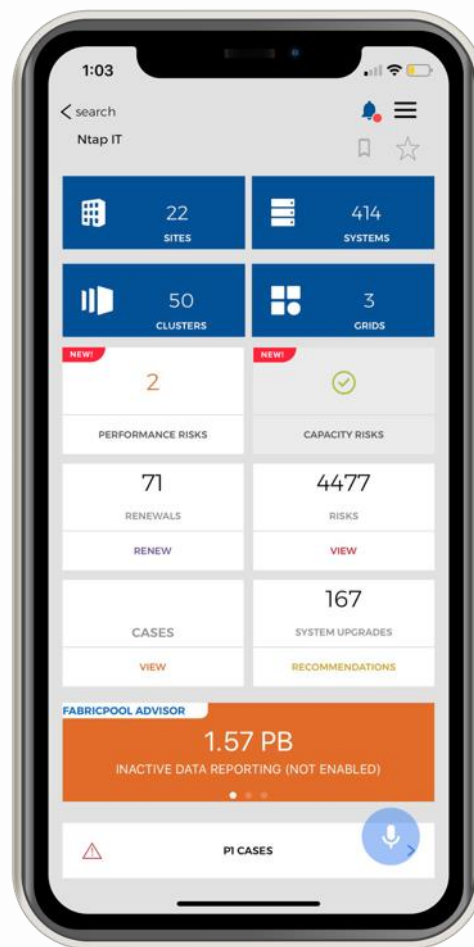 1:03
search
Ntap IT
22
SITES
414
SYSTEMS
50
CLUSTERS
3
GRIDS
NEW!
2
PERFORMANCE RISKS
NEW!
CAPACITY RISKS
71
RENEWALS
RENEW
4477
RISKS
VIEW
CASES
VIEW
167
SYSTEM UPGRADES
RECOMMENDATIONS
FABRICPOOL ADVISOR
1.57 PB
INACTIVE DATA REPORTING (NOT ENABLED)
P1 CASES